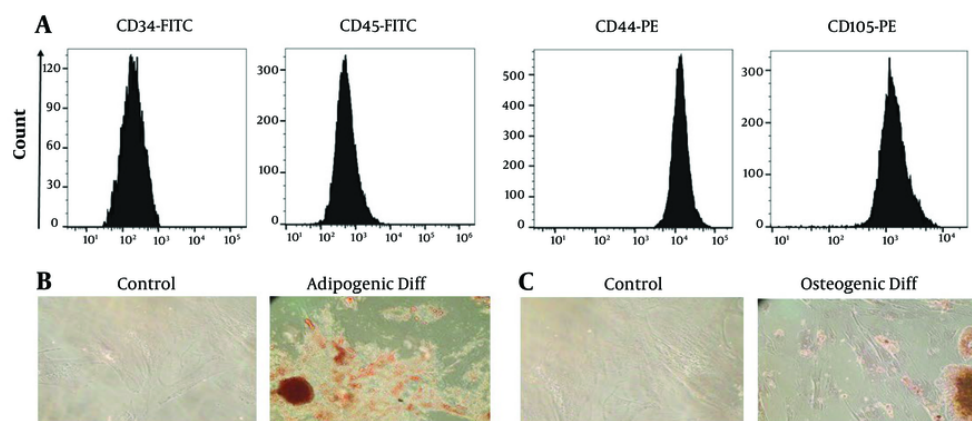 A
CD34-FITC
CD45-FITC
CD44-PE
CD105-PE
Count
120
90
60
30
0
10¹ 10² 10³ 10⁴ 10⁵
300
200
100
0
10¹ 10² 10³ 10⁴ 10⁵ 10⁶
500
400
300
200
100
0
10¹ 10² 10³ 10⁴ 10⁵
300
200
100
0
10¹ 10² 10³ 10⁴
B
Control
Adipogenic Diff
C
Control
Osteogenic Diff